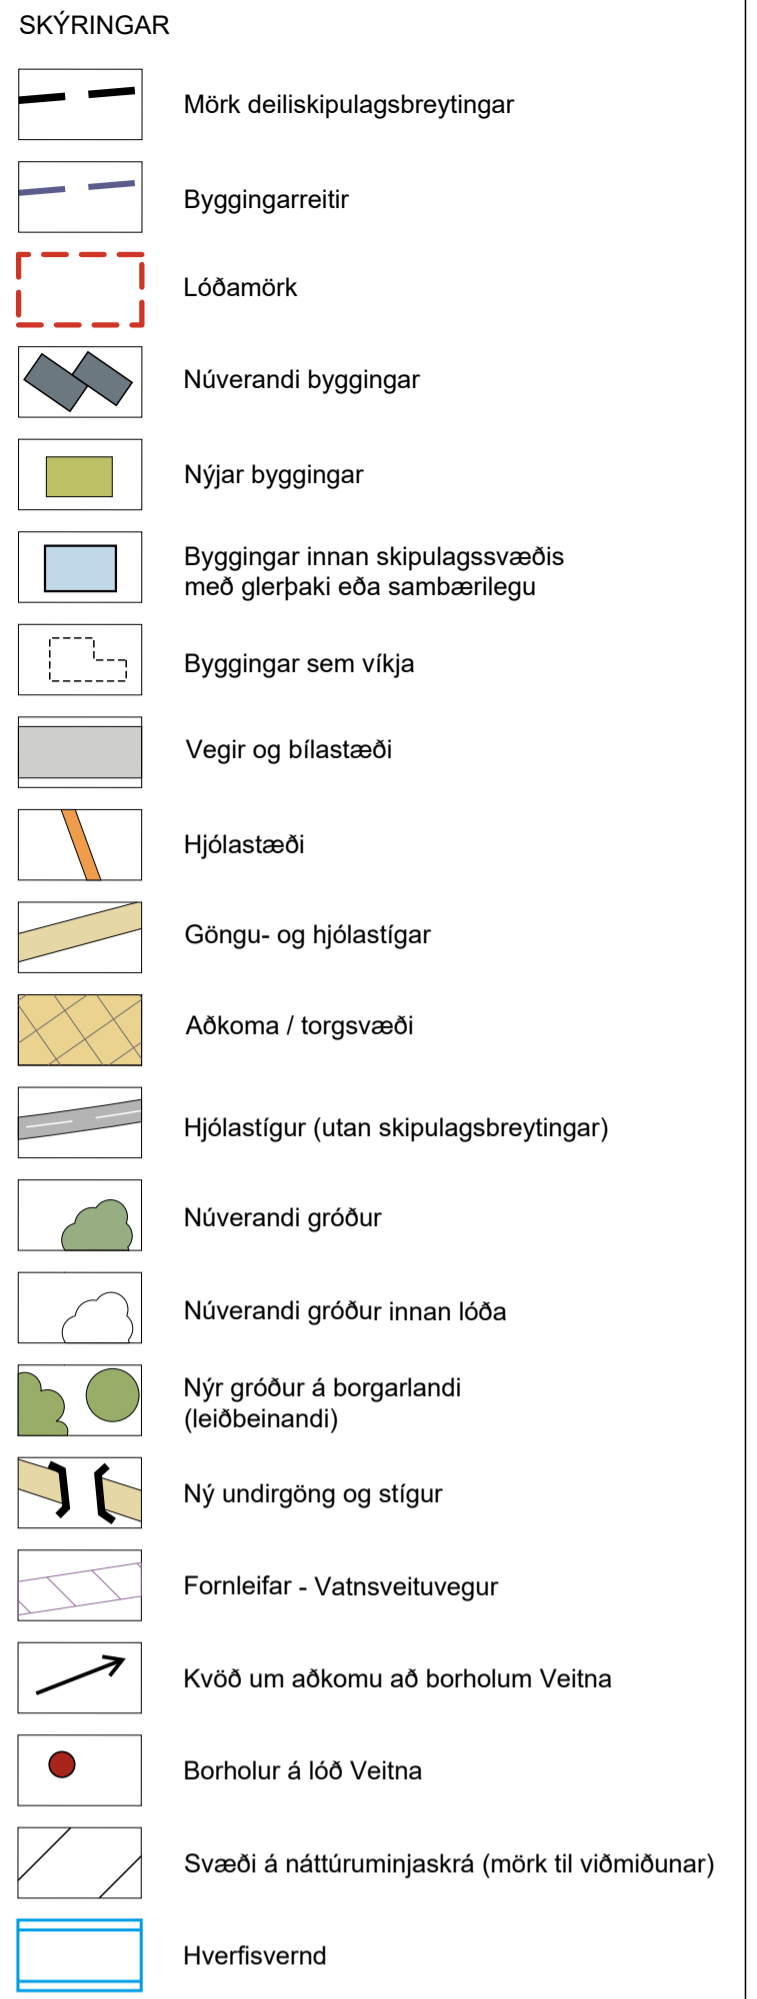 SKÝRINGAR
Mörk deiliskipulagsbreytingar
Byggingarreitir
Lóðamörk
Núverandi byggingar
Nýjar byggingar
Byggingar innan skipulagssvæðis
með glerþaki eða sambærilegu
Byggingar sem víkja
Vegir og bílastæði
Hjólastæði
Göngu- og hjólastígar
Aðkoma / torgsvæði
Hjólastígur (utan skipulagsbreytingar)
Núverandi gróður
Núverandi gróður innan lóða
Nýr gróður á borgarlandi
(leiðbeinandi)
Ný undirgöng og stígur
Fornleifar - Vatnsveituvegur
Kvöð um aðkomu að borholum Veitna
Borholur á lóð Veitna
Svæði á náttúruminjaskrá (mörk til viðmiðunar)
Hverfisvernd